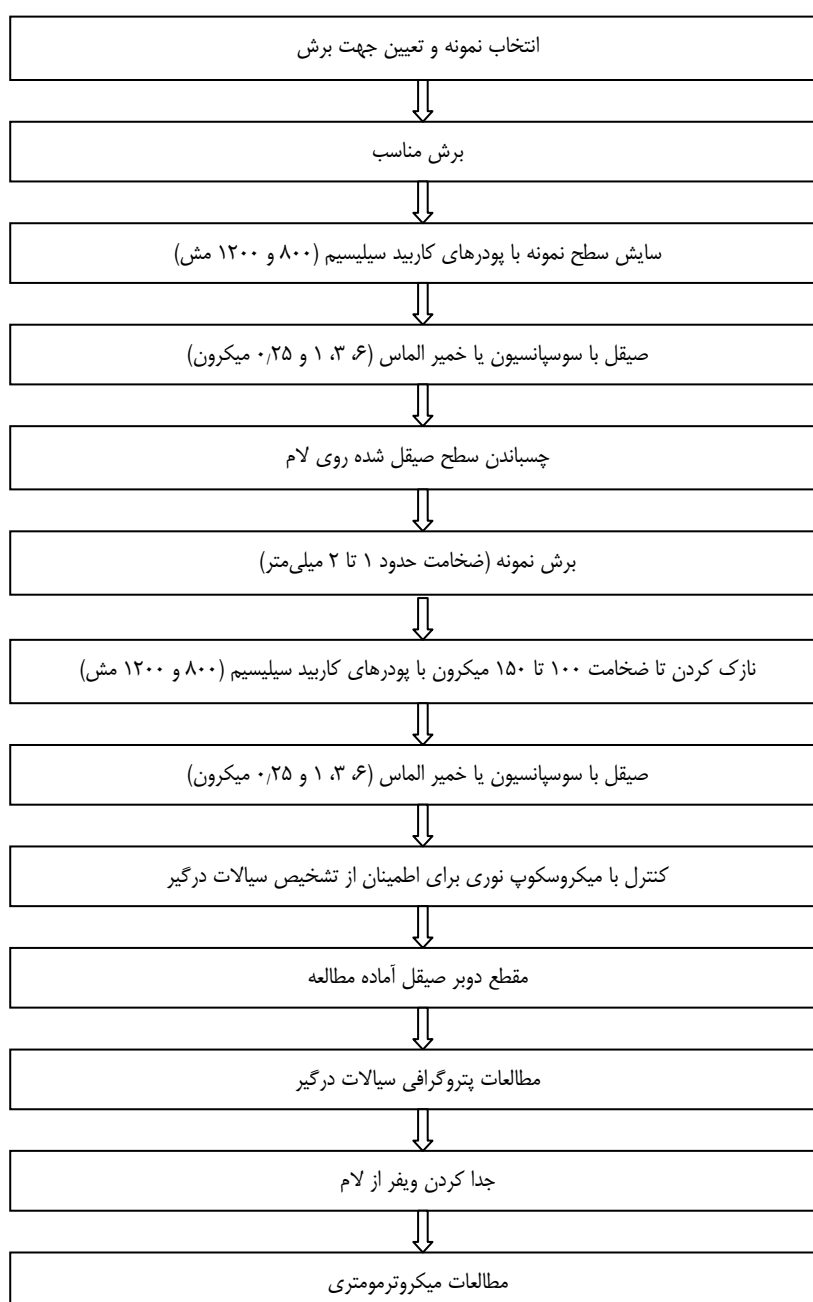 انتخاب نمونه و تعیین جهت برش
برش مناسب
سایش سطح نمونه با پودرهای کاربید سیلیسیم (۸۰۰ و ۱۲۰۰ مش)
صیقل با سوسپانسیون یا خمیر الماس (۶، ۳، ۱ و ۰٫۲۵ میکرون)
چسباندن سطح صیقل شده روی لام
برش نمونه (ضخامت حدود ۱ تا ۲ میلی‌متر)
نازک کردن تا ضخامت ۱۰۰ تا ۱۵۰ میکرون با پودرهای کاربید سیلیسیم (۸۰۰ و ۱۲۰۰ مش)
صیقل با سوسپانسیون یا خمیر الماس (۶، ۳، ۱ و ۰٫۲۵ میکرون)
کنترل با میکروسکوپ نوری برای اطمینان از تشخیص سیالات درگیر
مقطع دوبر صیقل آماده مطالعه
مطالعات پتروگرافی سیالات درگیر
جدا کردن ویفر از لام
مطالعات میکروترمومتری